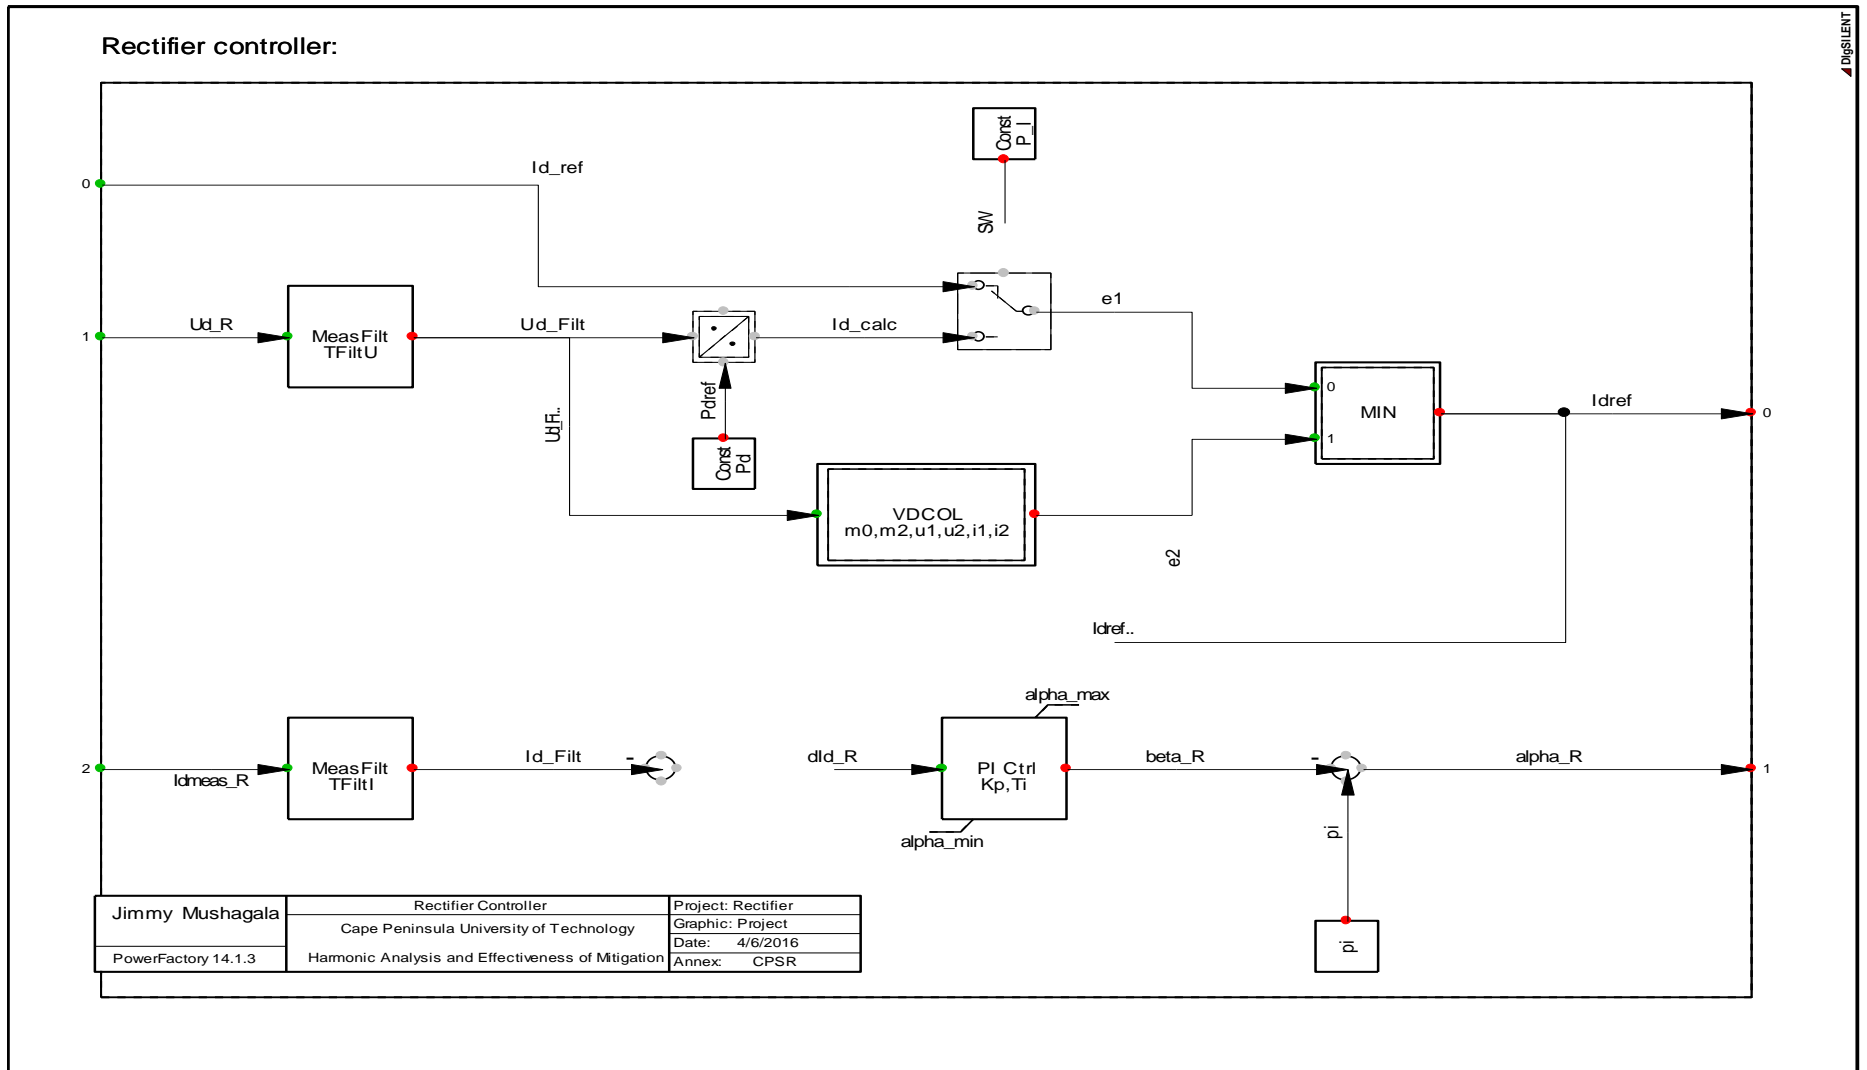 DIgSILENT
Rectifier controller:
Const
P_I
Id_ref
0
SW
e1
Ud_R
MeasFilt
TFiltU
Ud_Filt
Id_calc
1
Pdref
Ud_Fi..
Const
Pd
0
MIN
1
Idref
0
VDCOL
m0,m2,u1,u2,i1,i2
e2
Idref..
alpha_max
2
Idmeas_R
MeasFilt
TFiltI
Id_Filt
-
dId_R
PI Ctrl
Kp,Ti
beta_R
-
alpha_R
1
alpha_min
pi
pi
Jimmy Mushagala
PowerFactory 14.1.3
Rectifier Controller
Cape Peninsula University of Technology
Harmonic Analysis and Effectiveness of Mitigation
Project: Rectifier
Graphic: Project
Date: 4/6/2016
Annex: CPSR